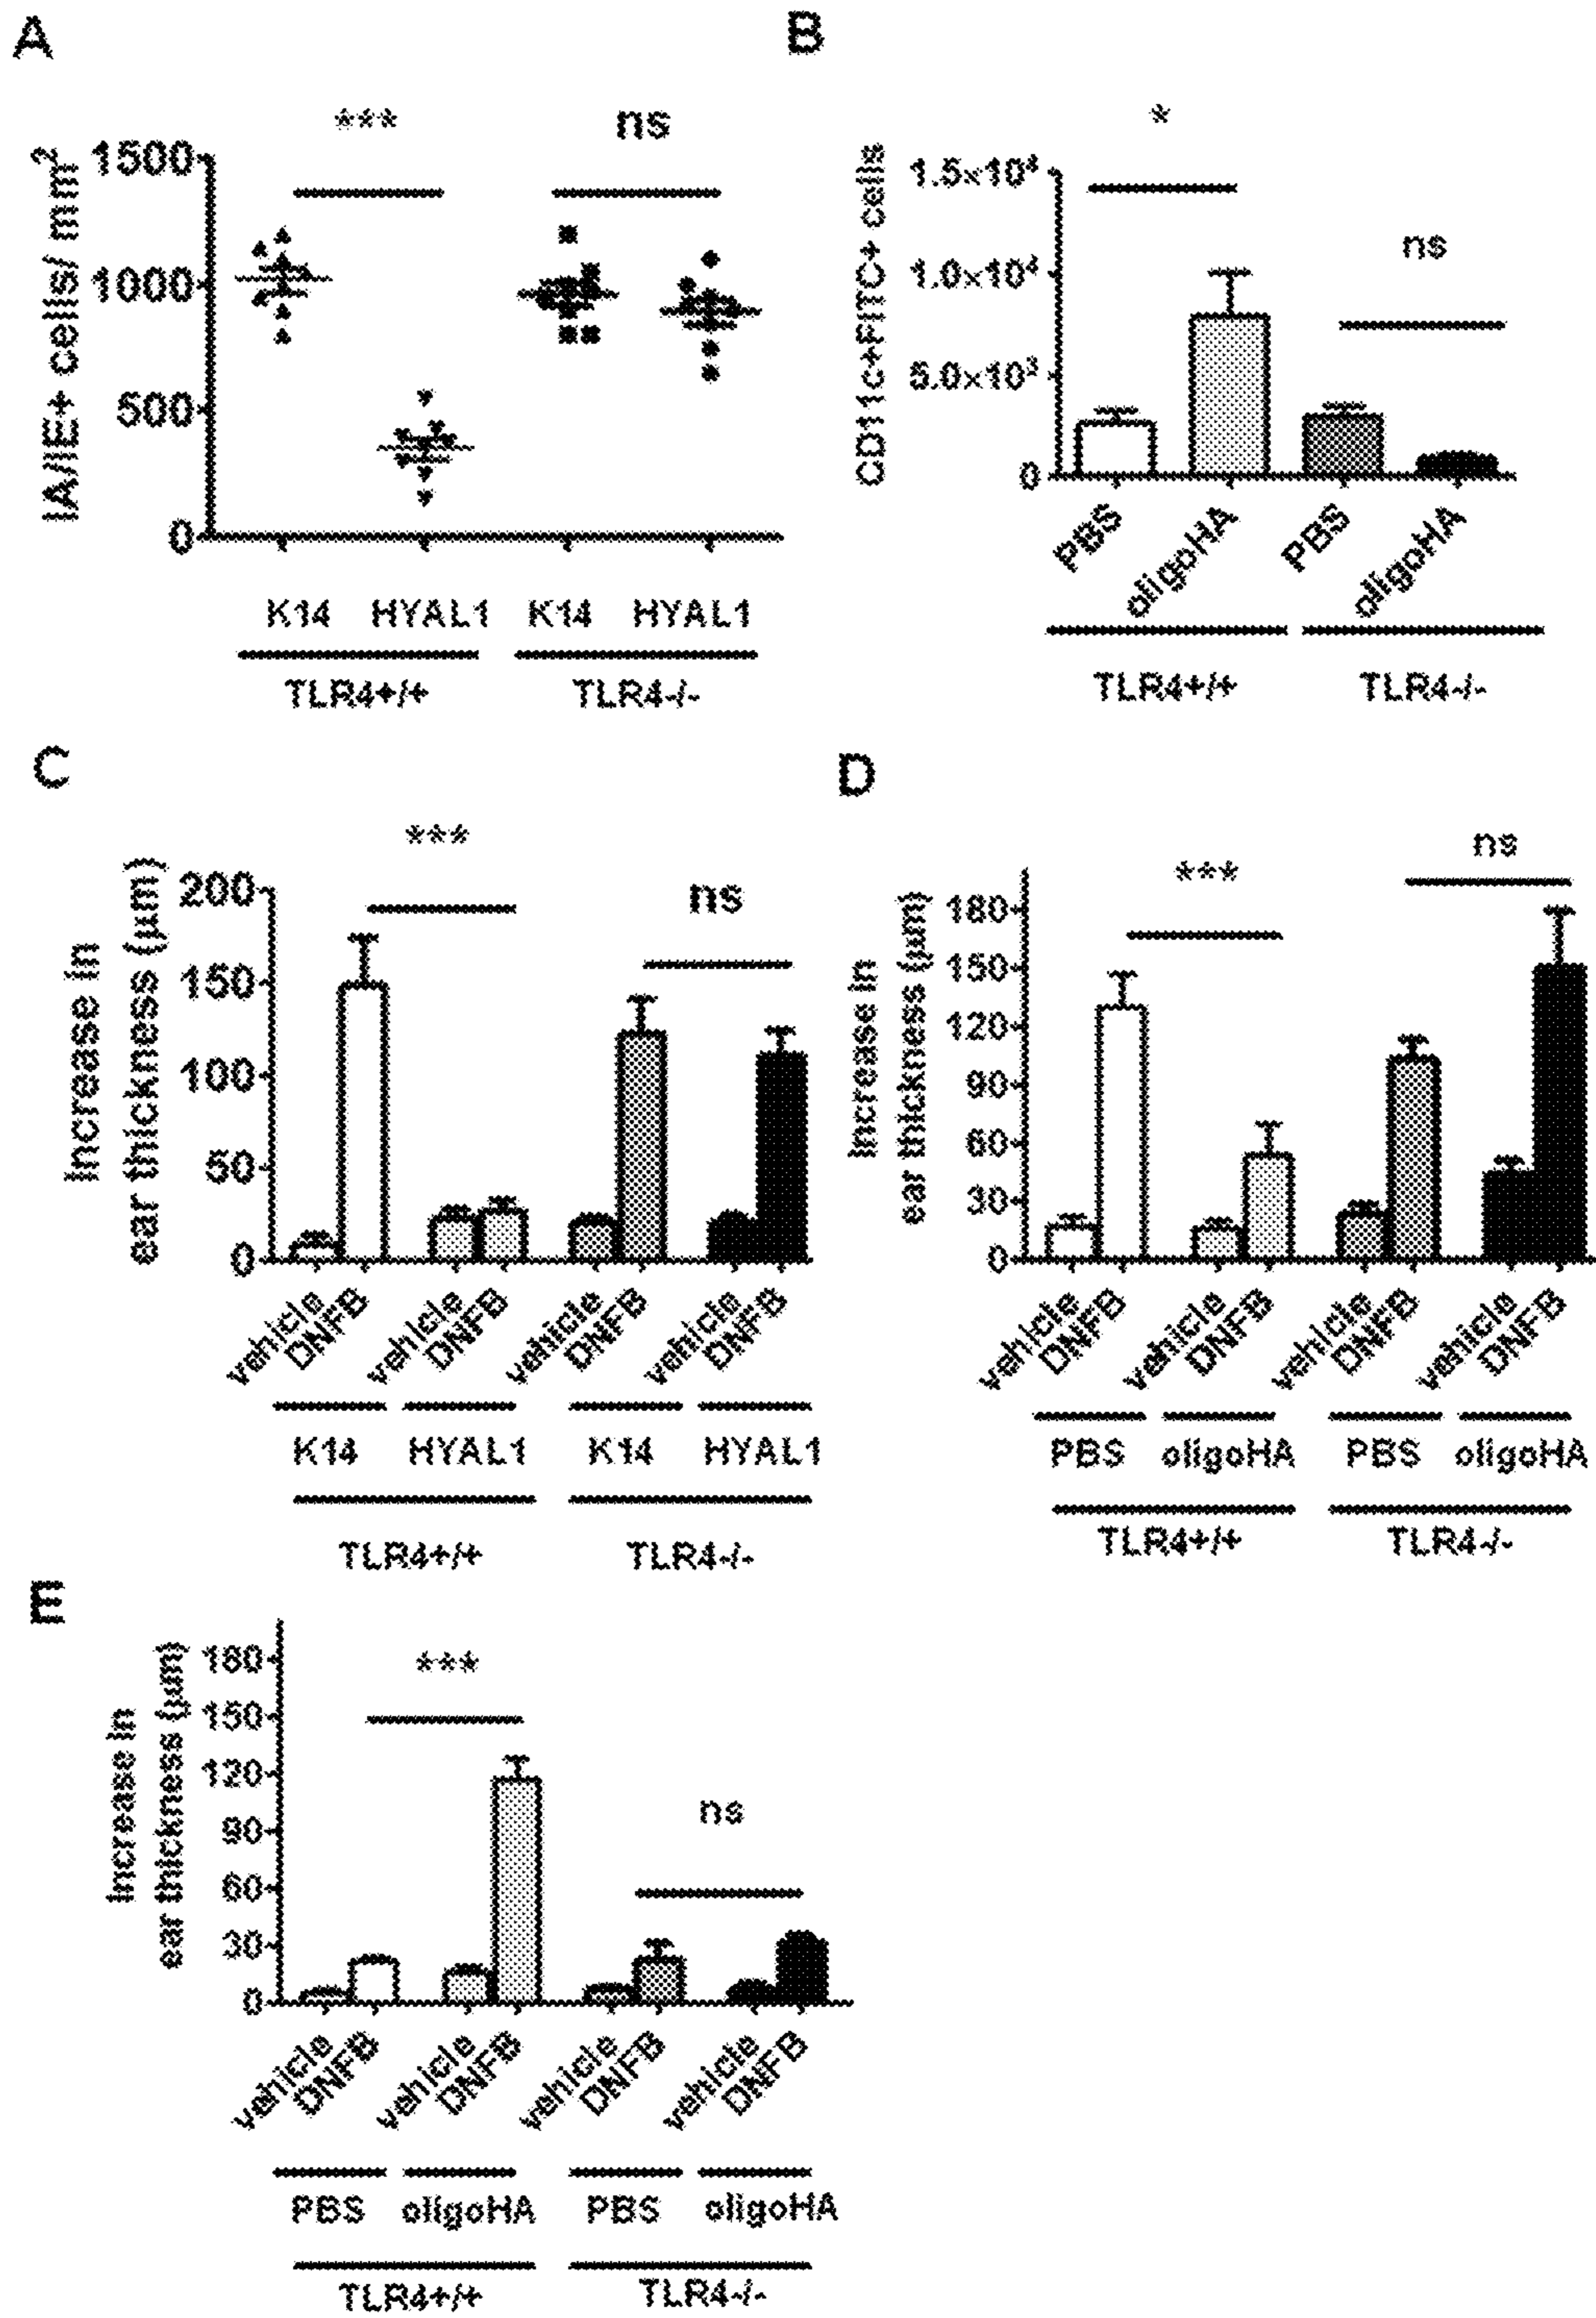 A
***
ns
IA/IE+ cells/ mm²
1500
1000
500
0
K14 HYAL1 K14 HYAL1
TLR4+/+ TLR4-/-
B
*
ns
CD11c+FITC+ cells
1.5×10⁴
1.0×10⁴
5.0×10³
0
PBS oligoHA PBS oligoHA
TLR4+/+ TLR4-/-
C
***
ns
Increase in
ear thickness (µm)
200
150
100
50
0
vehicle DNFB vehicle DNFB vehicle DNFB vehicle DNFB
K14 HYAL1 K14 HYAL1
TLR4+/+ TLR4-/-
D
***
ns
Increase in
ear thickness (µm)
180
150
120
90
60
30
0
vehicle DNFB vehicle DNFB vehicle DNFB vehicle DNFB
PBS oligoHA PBS oligoHA
TLR4+/+ TLR4-/-
E
***
ns
Increase in
ear thickness (µm)
180
150
120
90
60
30
0
vehicle DNFB vehicle DNFB vehicle DNFB vehicle DNFB
PBS oligoHA PBS oligoHA
TLR4+/+ TLR4-/-